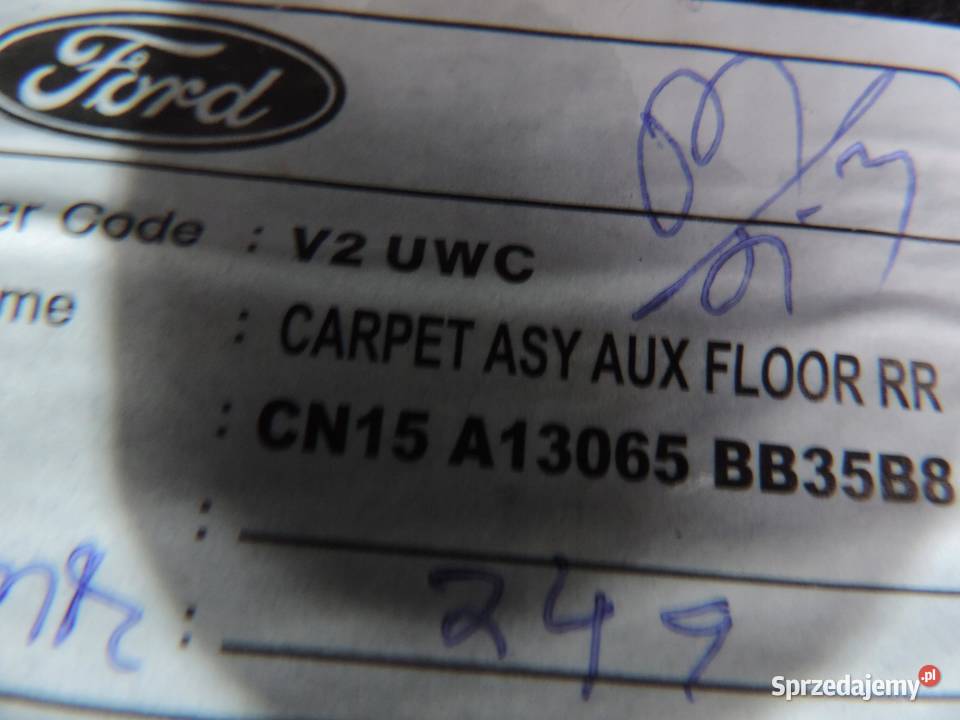 Ford
er Code : V2 UWC
me : CARPET ASY AUX FLOOR RR
: CN15 A13065 BB35B8
:
: 249
Sprzedajemy.pl